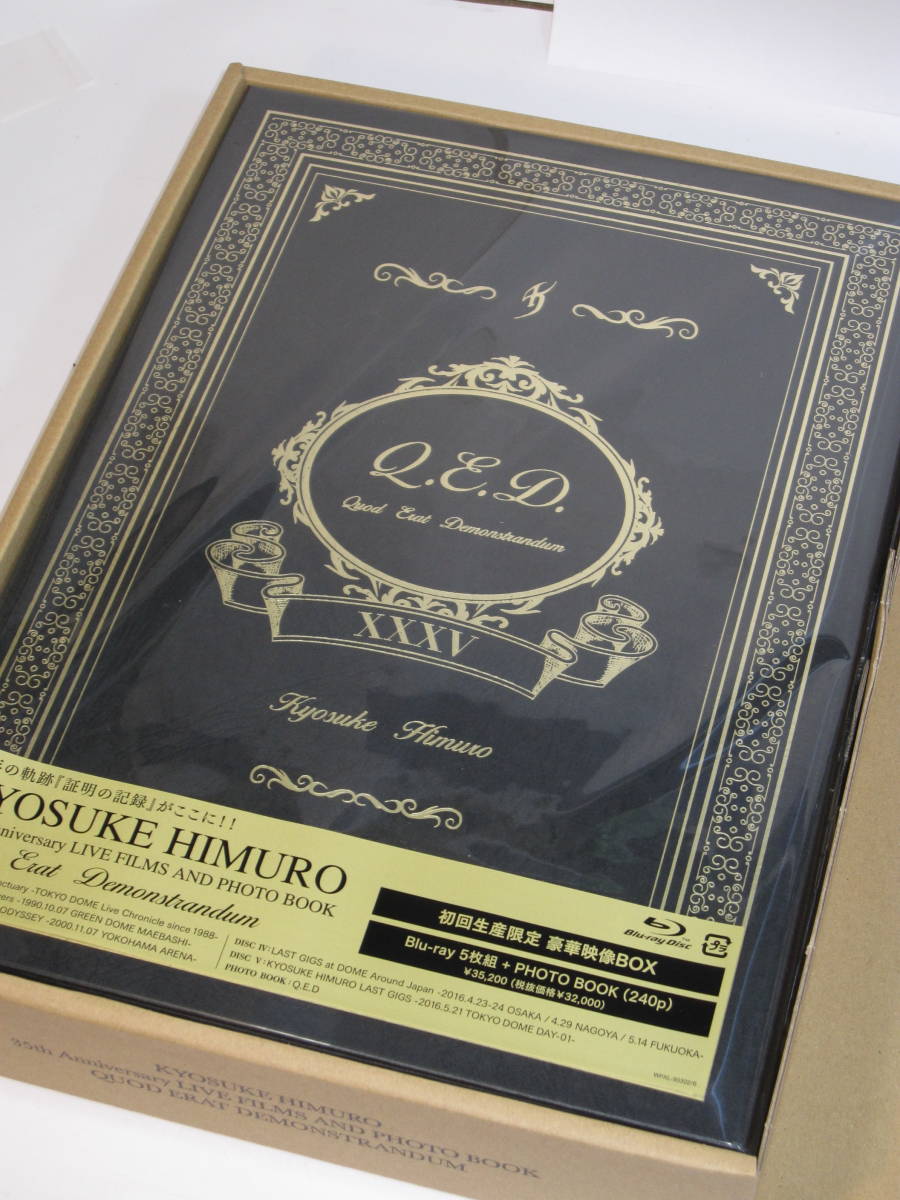 Q.E.D.
Quod Erat Demonstrandum
XXXV
Kyosuke Himuro
の軌跡『証明の記録』がここに!!
YOSUKE HIMURO
niversary LIVE FILMS AND PHOTO BOOK
Erat Demonstrandum
nctuary -TOKYO DOME Live Chronicle since 1988-
ers -1990.10.07 GREEN DOME MAEBASHI-
ODYSSEY -2000.11.07 YOKOHAMA ARENA-
DISC IV: LAST GIGS at DOME Around Japan -2016.4.23-24 OSAKA / 4.29 NAGOYA / 5.14 FUKUOKA-
DISC V: KYOSUKE HIMURO LAST GIGS -2016.5.21 TOKYO DOME DAY-01-
PHOTO BOOK: Q.E.D
初回生産限定 豪華映像BOX
Blu-ray 5枚組 + PHOTO BOOK (240p)
¥35,200 (税抜価格¥32,000)
Blu-ray Disc
プラ
KYOSUKE HIMURO
35th Anniversary LIVE FILMS AND PHOTO BOOK
QUOD ERAT DEMONSTRANDUM